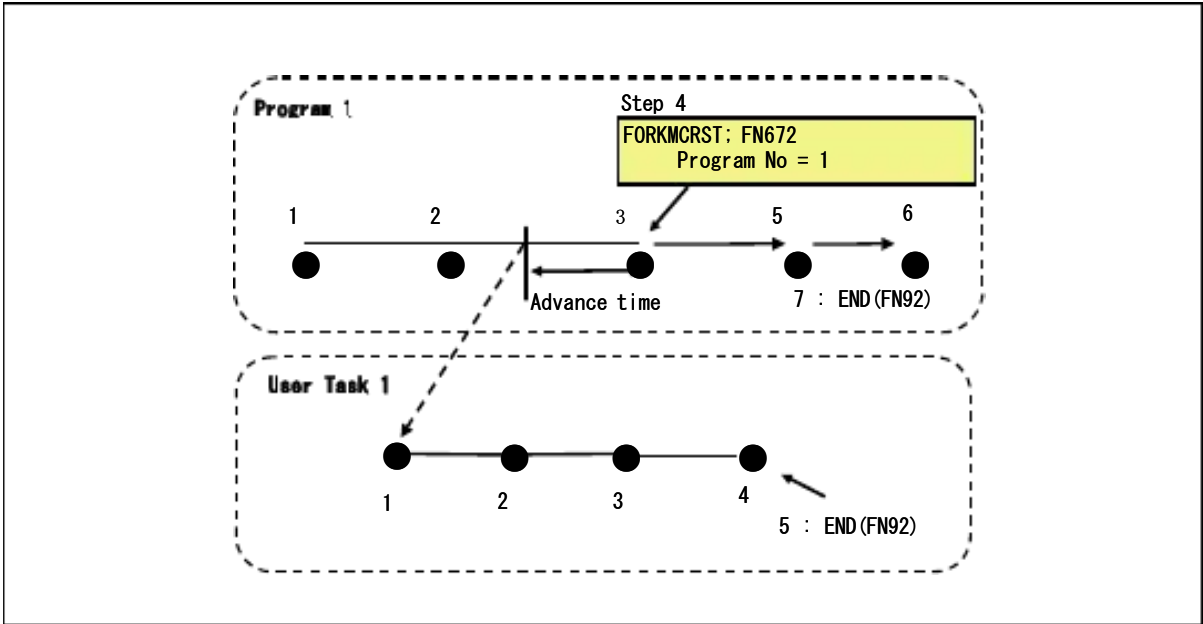 Program 1
Step 4
FORKMCRST; FN672
Program No = 1
1 2 3 5 6
Advance time
7 : END(FN92)
User Task 1
1 2 3 4
5 : END(FN92)